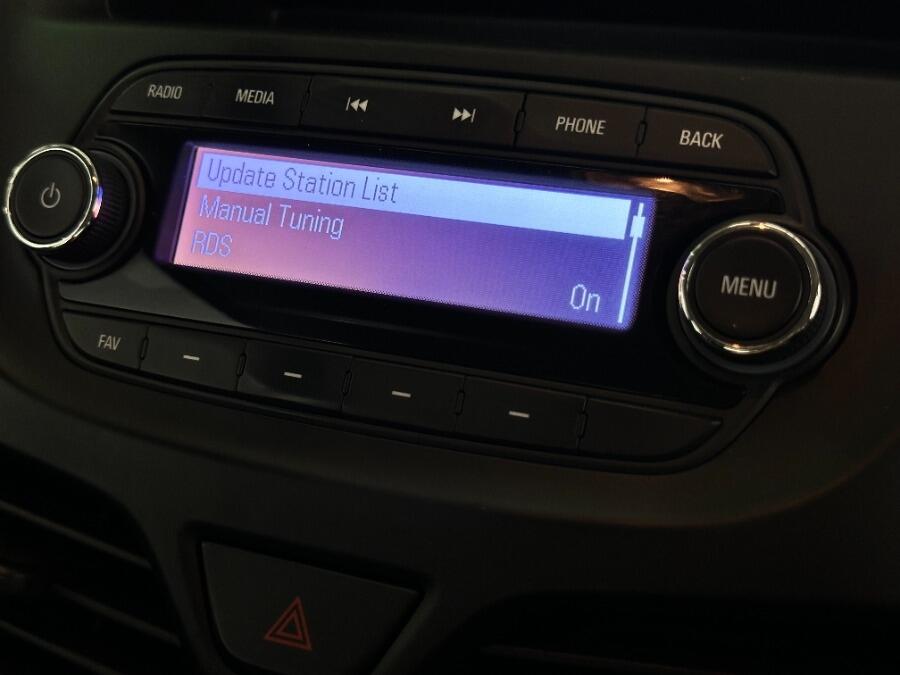 RADIO
MEDIA
PHONE
BACK
Update Station List
Manual Tuning
RDS
On
MENU
FAV